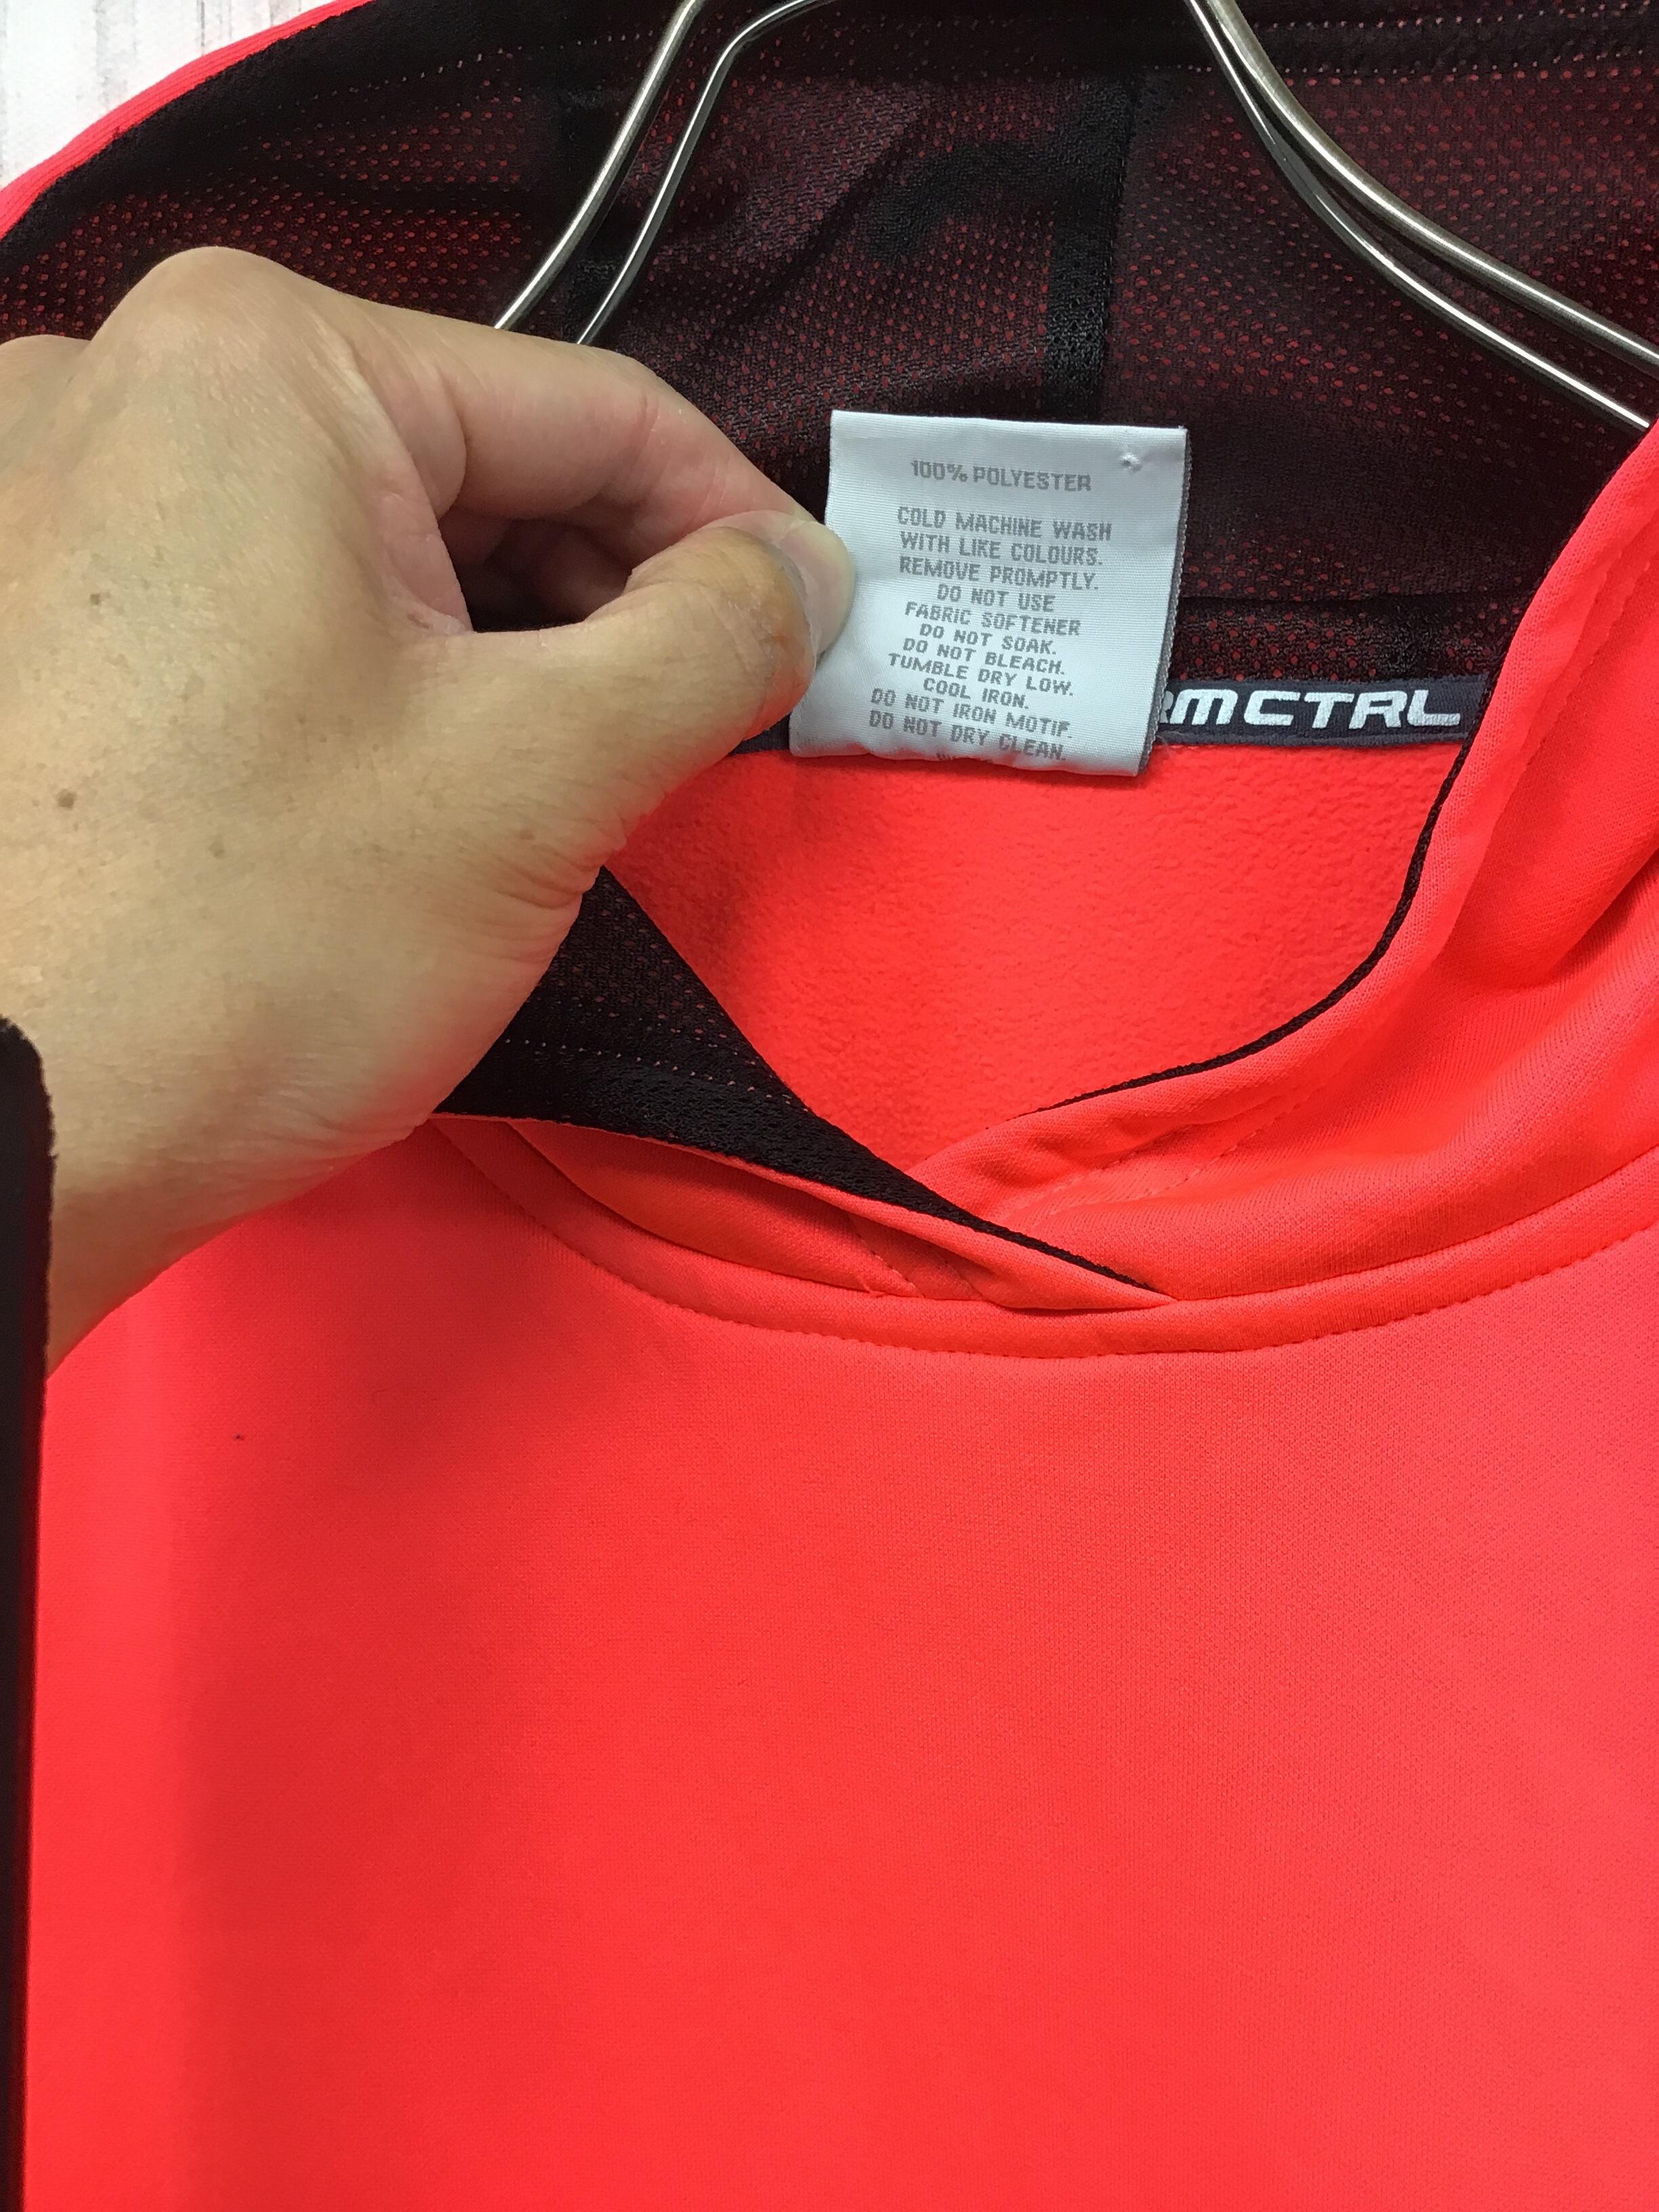 100% POLYESTER
COLD MACHINE WASH
WITH LIKE COLOURS.
REMOVE PROMPTLY.
DO NOT USE
FABRIC SOFTENER
DO NOT SOAK.
DO NOT BLEACH.
TUMBLE DRY LOW.
COOL IRON.
DO NOT IRON MOTIF.
DO NOT DRY CLEAN.
RMCTRL